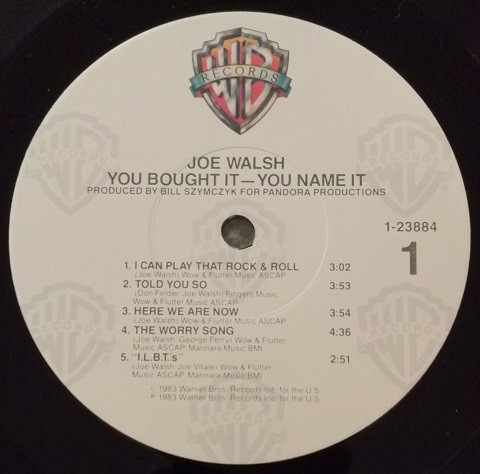 WB
RECORDS
JOE WALSH
YOU BOUGHT IT—YOU NAME IT
PRODUCED BY BILL SZYMCZYK FOR PANDORA PRODUCTIONS
1-23884
1
1. I CAN PLAY THAT ROCK & ROLL 3:02
(Joe Walsh) Wow & Flutter Music ASCAP
2. TOLD YOU SO 3:53
(Don Felder, Joe Walsh) Fingers Music
Wow & Flutter Music ASCAP
3. HERE WE ARE NOW 3:54
(Joe Walsh) Wow & Flutter Music ASCAP
4. THE WORRY SONG 4:36
(Joe Walsh, George Perry) Wow & Flutter
Music ASCAP, Marinara Music BMI
5. "I.L.B.T.'s" 2:51
(Joe Walsh, Joe Vitale) Wow & Flutter
Music ASCAP, Marinara Music BMI
© 1983 Warner Bros. Records Inc. for the U.S.
℗ 1983 Warner Bros. Records Inc. for the U.S.